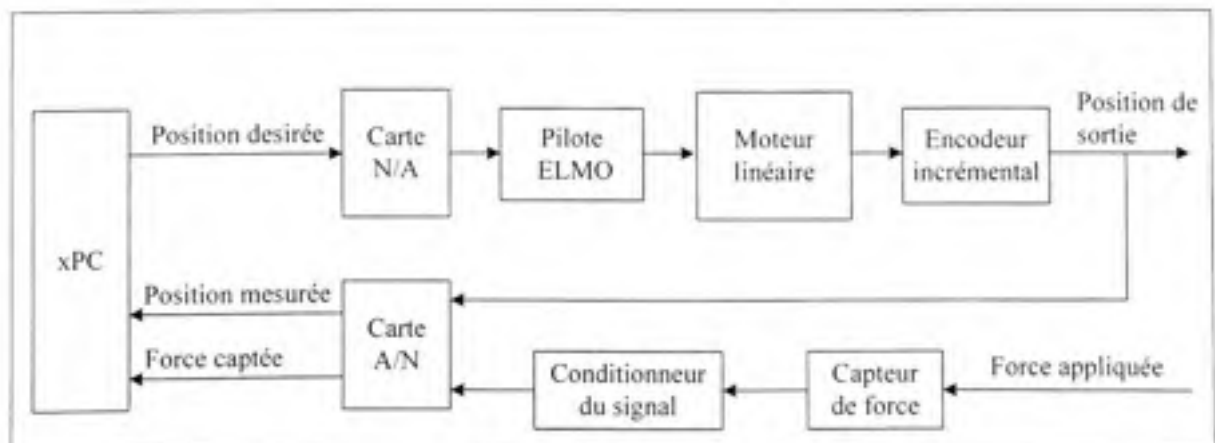 Position desirée
Carte
N/A
Pilote
ELMO
Moteur
linéaire
Encodeur
incrémental
Position de
sortie
xPC
Position mesurée
Force captée
Carte
A/N
Conditionneur
du signal
Capteur
de force
Force appliquée